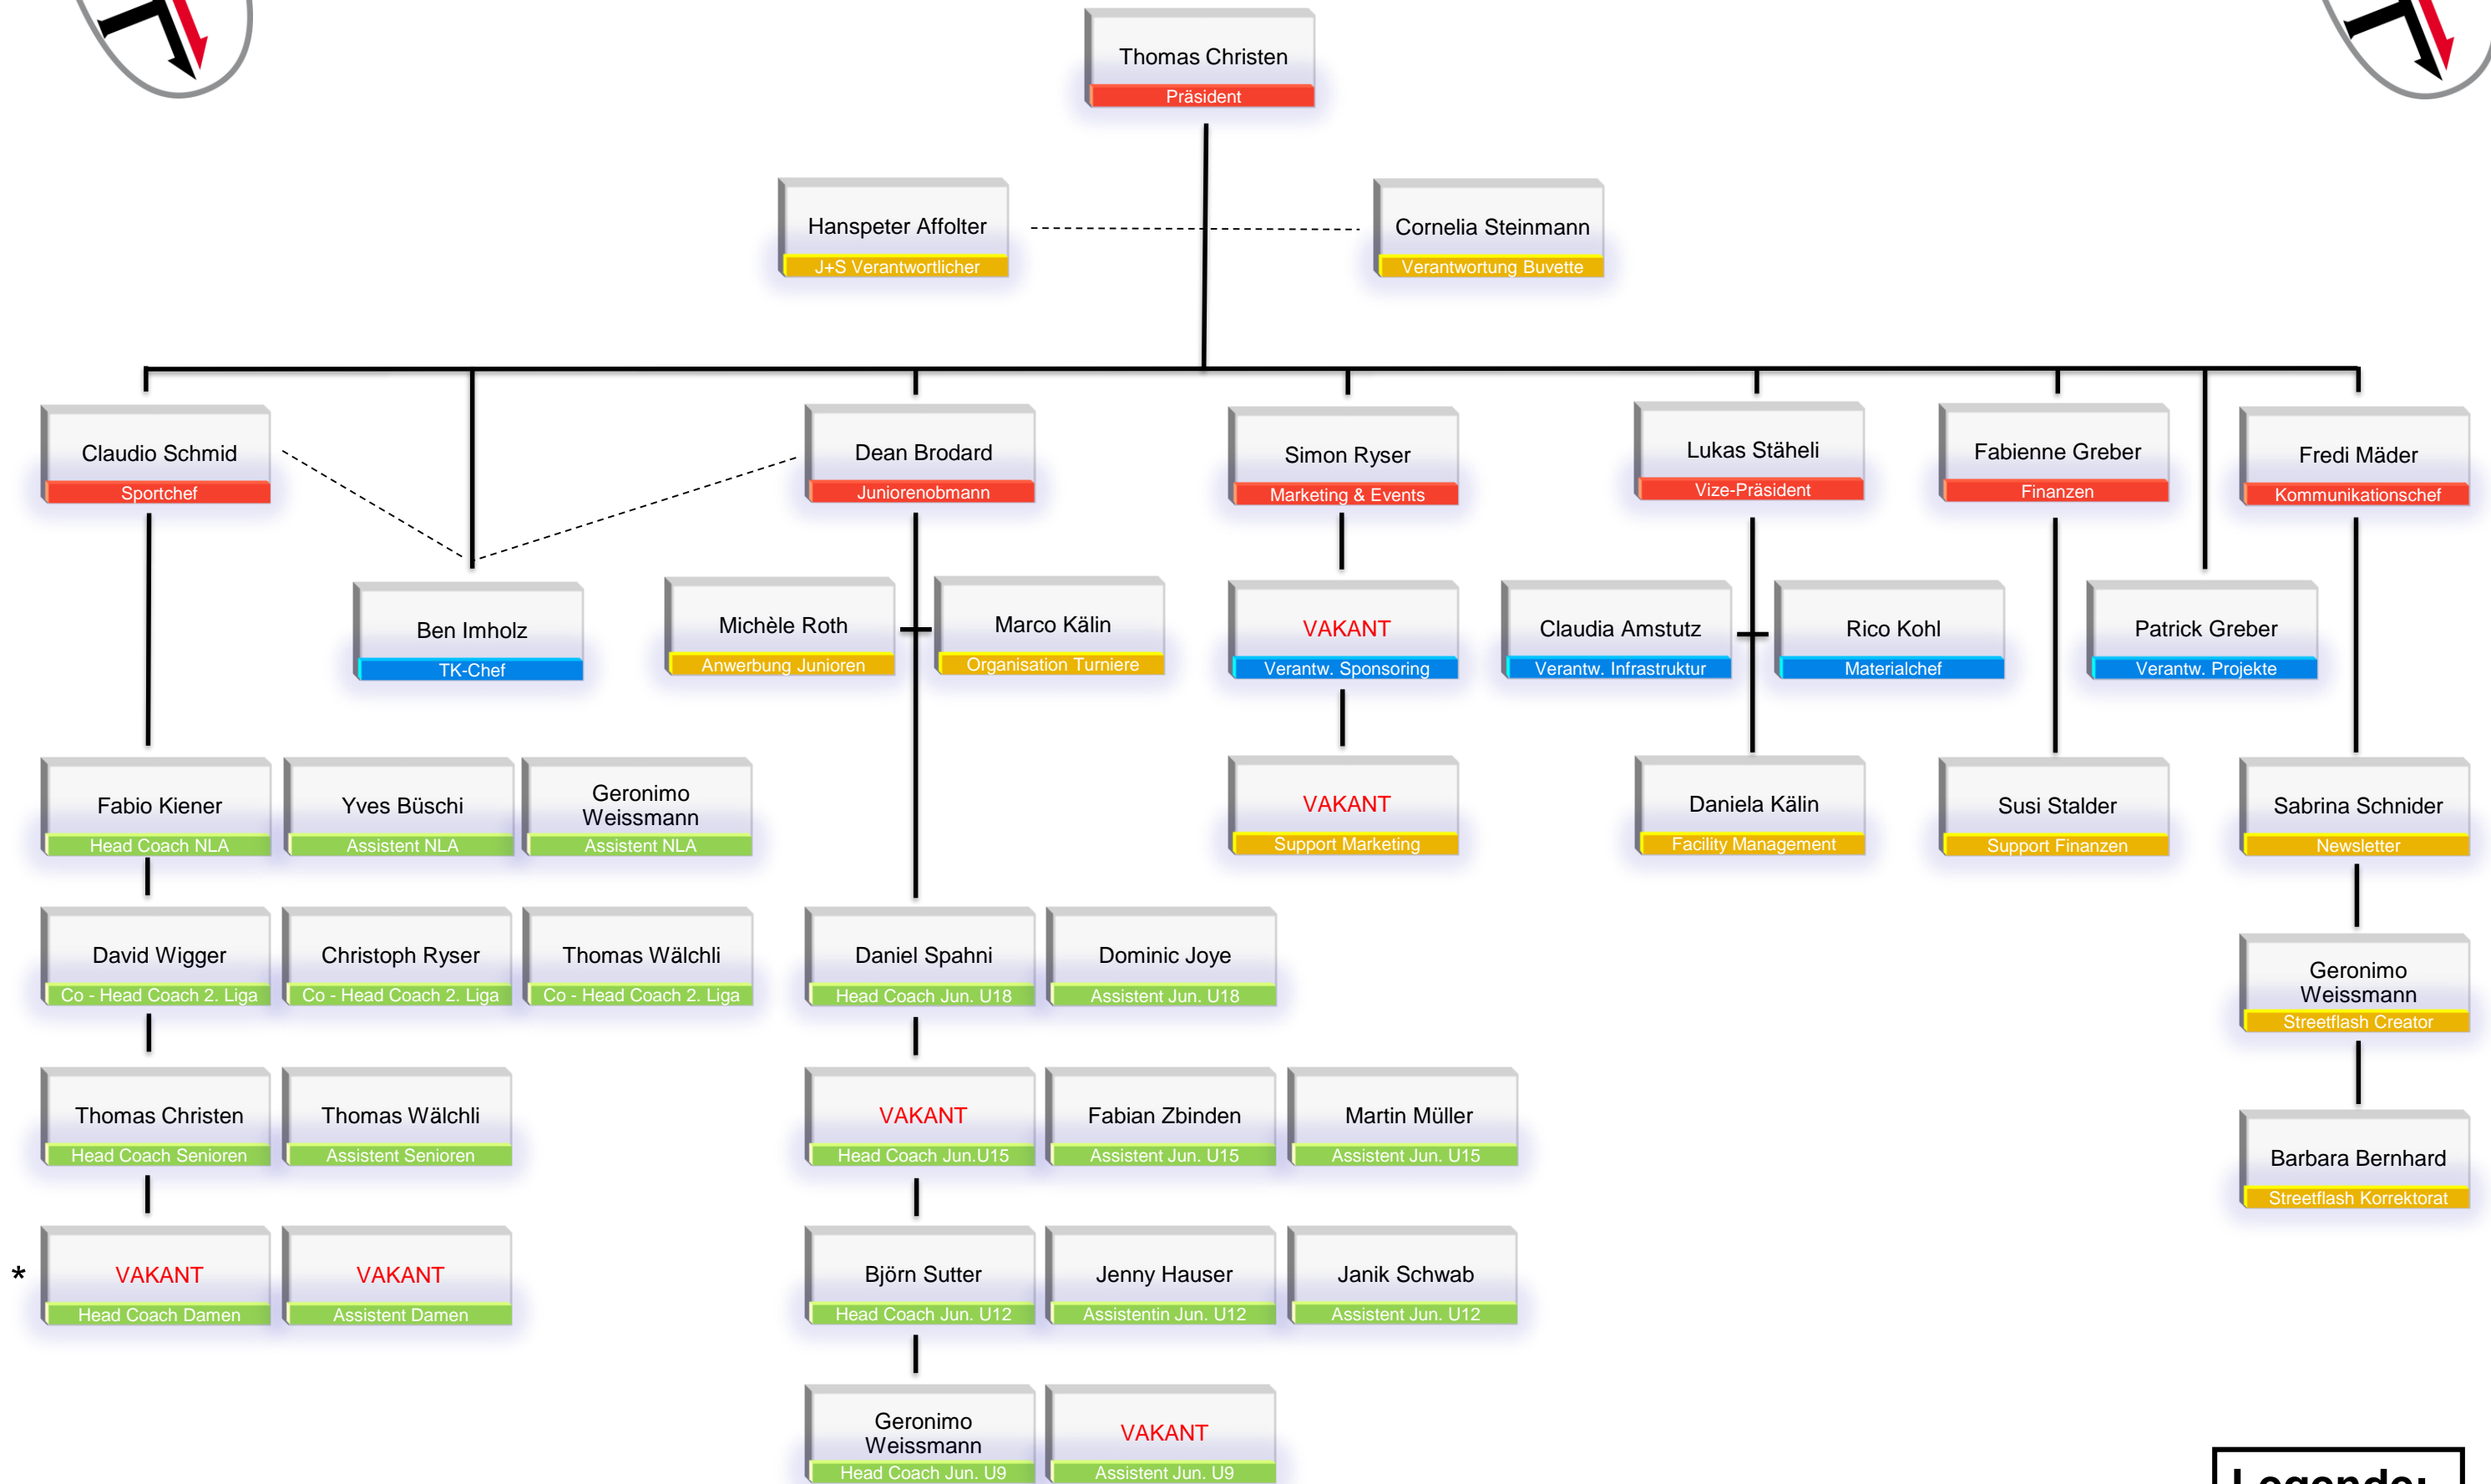 Thomas Christen
Präsident
Hanspeter Affolter
J+S Verantwortlicher
Cornelia Steinmann
Verantwortung Buvette
Claudio Schmid
Sportchef
Dean Brodard
Juniorenobmann
Simon Ryser
Marketing & Events
Lukas Stäheli
Vize-Präsident
Fabienne Greber
Finanzen
Fredi Mäder
Kommunikationschef
Ben Imholz
TK-Chef
Michèle Roth
Anwerbung Junioren
Marco Kälin
Organisation Turniere
VAKANT
Verantw. Sponsoring
Claudia Amstutz
Verantw. Infrastruktur
Rico Kohl
Materialchef
Patrick Greber
Verantw. Projekte
Fabio Kiener
Head Coach NLA
Yves Büschi
Assistent NLA
Geronimo
Weissmann
Assistent NLA
VAKANT
Support Marketing
Daniela Kälin
Facility Management
Susi Stalder
Support Finanzen
Sabrina Schnider
Newsletter
David Wigger
Co - Head Coach 2. Liga
Christoph Ryser
Co - Head Coach 2. Liga
Thomas Wälchli
Co - Head Coach 2. Liga
Daniel Spahni
Head Coach Jun. U18
Dominic Joye
Assistent Jun. U18
Geronimo
Weissmann
Streetflash Creator
Thomas Christen
Head Coach Senioren
Thomas Wälchli
Assistent Senioren
VAKANT
Head Coach Jun.U15
Fabian Zbinden
Assistent Jun. U15
Martin Müller
Assistent Jun. U15
Barbara Bernhard
Streetflash Korrektorat
*
VAKANT
Head Coach Damen
VAKANT
Assistent Damen
Björn Sutter
Head Coach Jun. U12
Jenny Hauser
Assistentin Jun. U12
Janik Schwab
Assistent Jun. U12
Geronimo
Weissmann
Head Coach Jun. U9
VAKANT
Assistent Jun. U9
Legende: